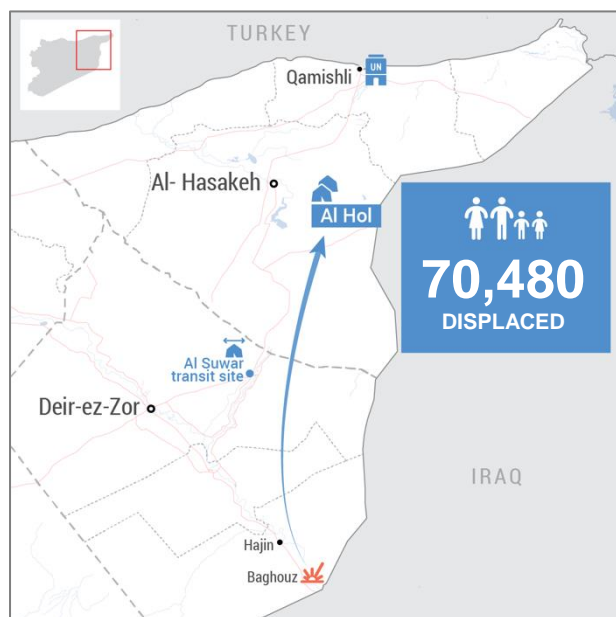 TURKEY
Qamishli
UN
Al- Hasakeh
Al Hol
70,480
DISPLACED
Al Suwar
transit site
Deir-ez-Zor
IRAQ
Hajin
Baghouz